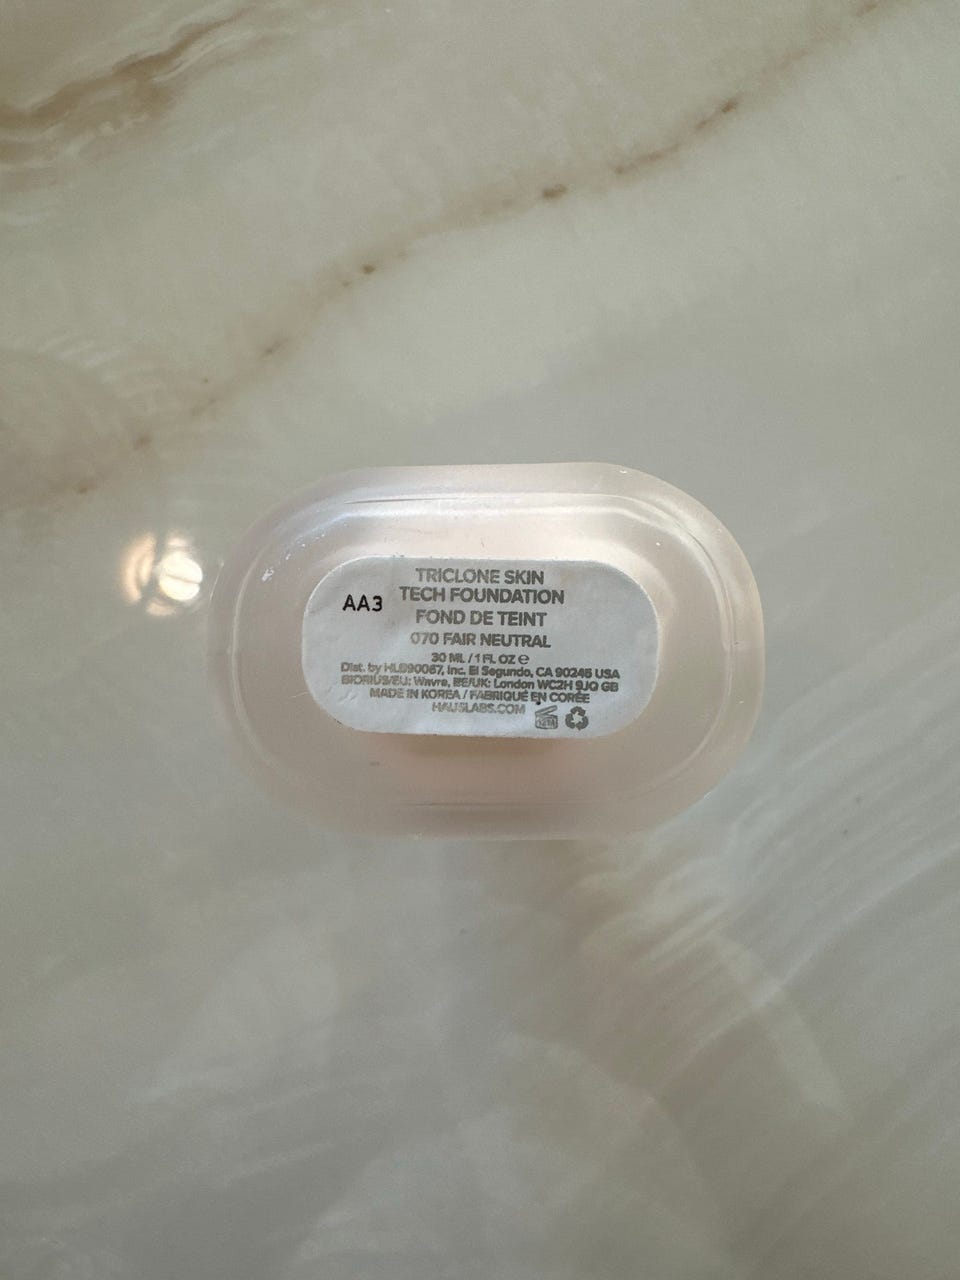 TRICLONE SKIN
AA3 TECH FOUNDATION
FOND DE TEINT
070 FAIR NEUTRAL
30 ML / 1 FL OZ e
Dist. by HLB90067, Inc. El Segundo, CA 90245 USA
BIORIUS/EU: Wavre, BE/UK: London WC2H 9JQ GB
MADE IN KOREA / FABRIQUÉ EN CORÉE
HAUSLABS.COM